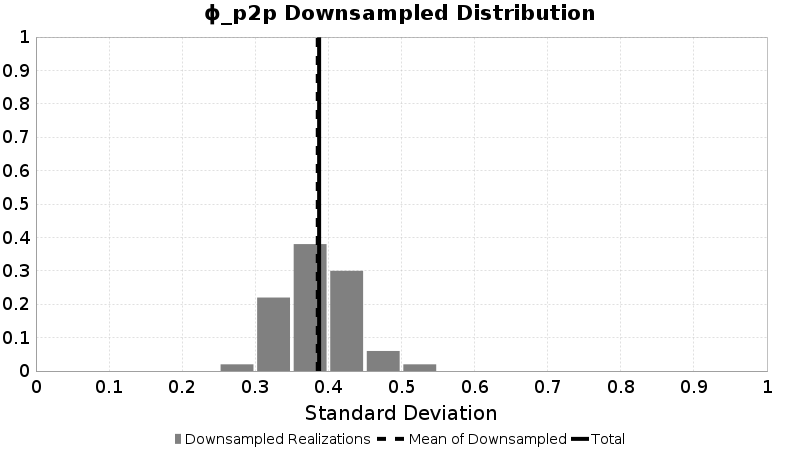 ϕ_p2p Downsampled Distribution
1
0.9
0.8
0.7
0.6
0.5
0.4
0.3
0.2
0.1
0
0 0.1 0.2 0.3 0.4 0.5 0.6 0.7 0.8 0.9 1
Standard Deviation
Downsampled Realizations Mean of Downsampled Total